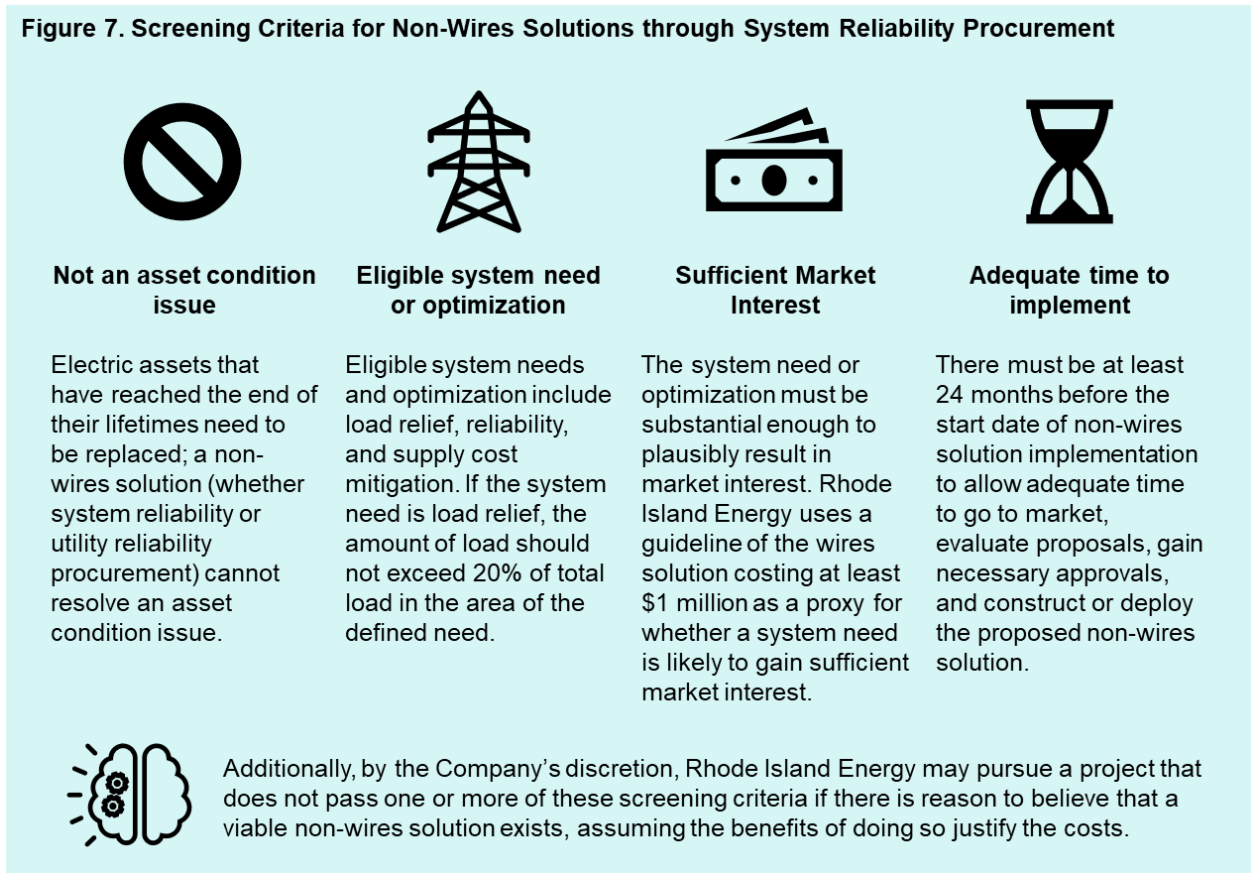 Figure 7. Screening Criteria for Non-Wires Solutions through System Reliability Procurement
Not an asset condition
issue
Electric assets that
have reached the end of
their lifetimes need to
be replaced; a non-
wires solution (whether
system reliability or
utility reliability
procurement) cannot
resolve an asset
condition issue.
Eligible system need
or optimization
Eligible system needs
and optimization include
load relief, reliability,
and supply cost
mitigation. If the system
need is load relief, the
amount of load should
not exceed 20% of total
load in the area of the
defined need.
Sufficient Market
Interest
The system need or
optimization must be
substantial enough to
plausibly result in
market interest. Rhode
Island Energy uses a
guideline of the wires
solution costing at least
$1 million as a proxy for
whether a system need
is likely to gain sufficient
market interest.
Adequate time to
implement
There must be at least
24 months before the
start date of non-wires
solution implementation
to allow adequate time
to go to market,
evaluate proposals, gain
necessary approvals,
and construct or deploy
the proposed non-wires
solution.
Additionally, by the Company’s discretion, Rhode Island Energy may pursue a project that
does not pass one or more of these screening criteria if there is reason to believe that a
viable non-wires solution exists, assuming the benefits of doing so justify the costs.